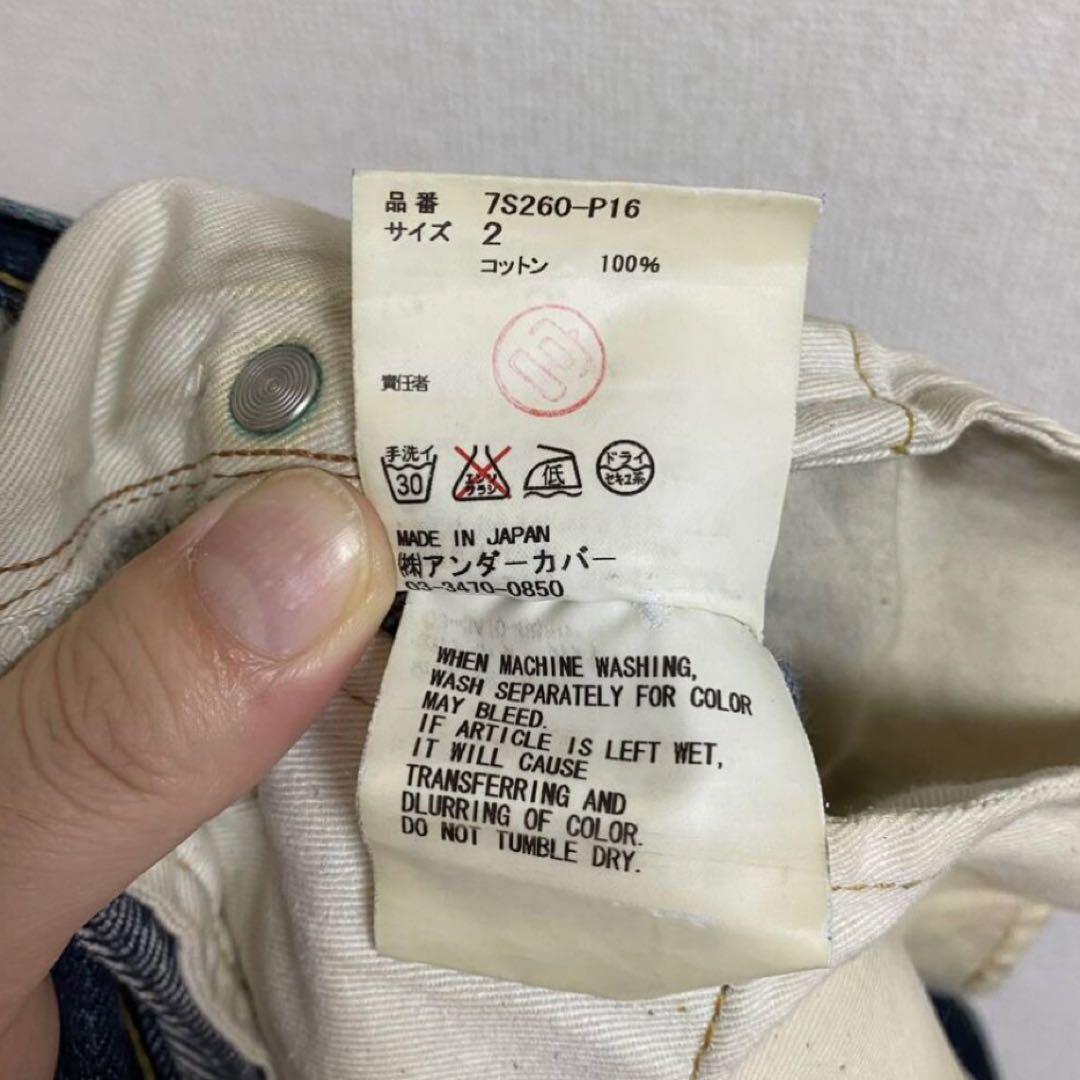 品番 7S260-P16
サイズ 2
コットン 100%
責任者
手洗イ 30 エンソ サラシ 低 ドライ セキユ系
MADE IN JAPAN
㈱アンダーカバー
03-3470-0850
WHEN MACHINE WASHING,
WASH SEPARATELY FOR COLOR
MAY BLEED.
IF ARTICLE IS LEFT WET,
IT WILL CAUSE
TRANSFERRING AND
DLURRING OF COLOR.
DO NOT TUMBLE DRY.